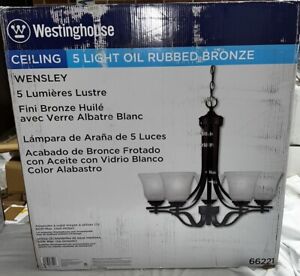 Westinghouse
CEILING 5 LIGHT OIL RUBBED BRONZE
WENSLEY
5 Lumières Lustre
Fini Bronze Huilé
avec Verre Albatre Blanc
Lámpara de Araña de 5 Luces
Acabado de Bronce Frotado
con Aceite con Vidrio Blanco
Color Alabastro
66221